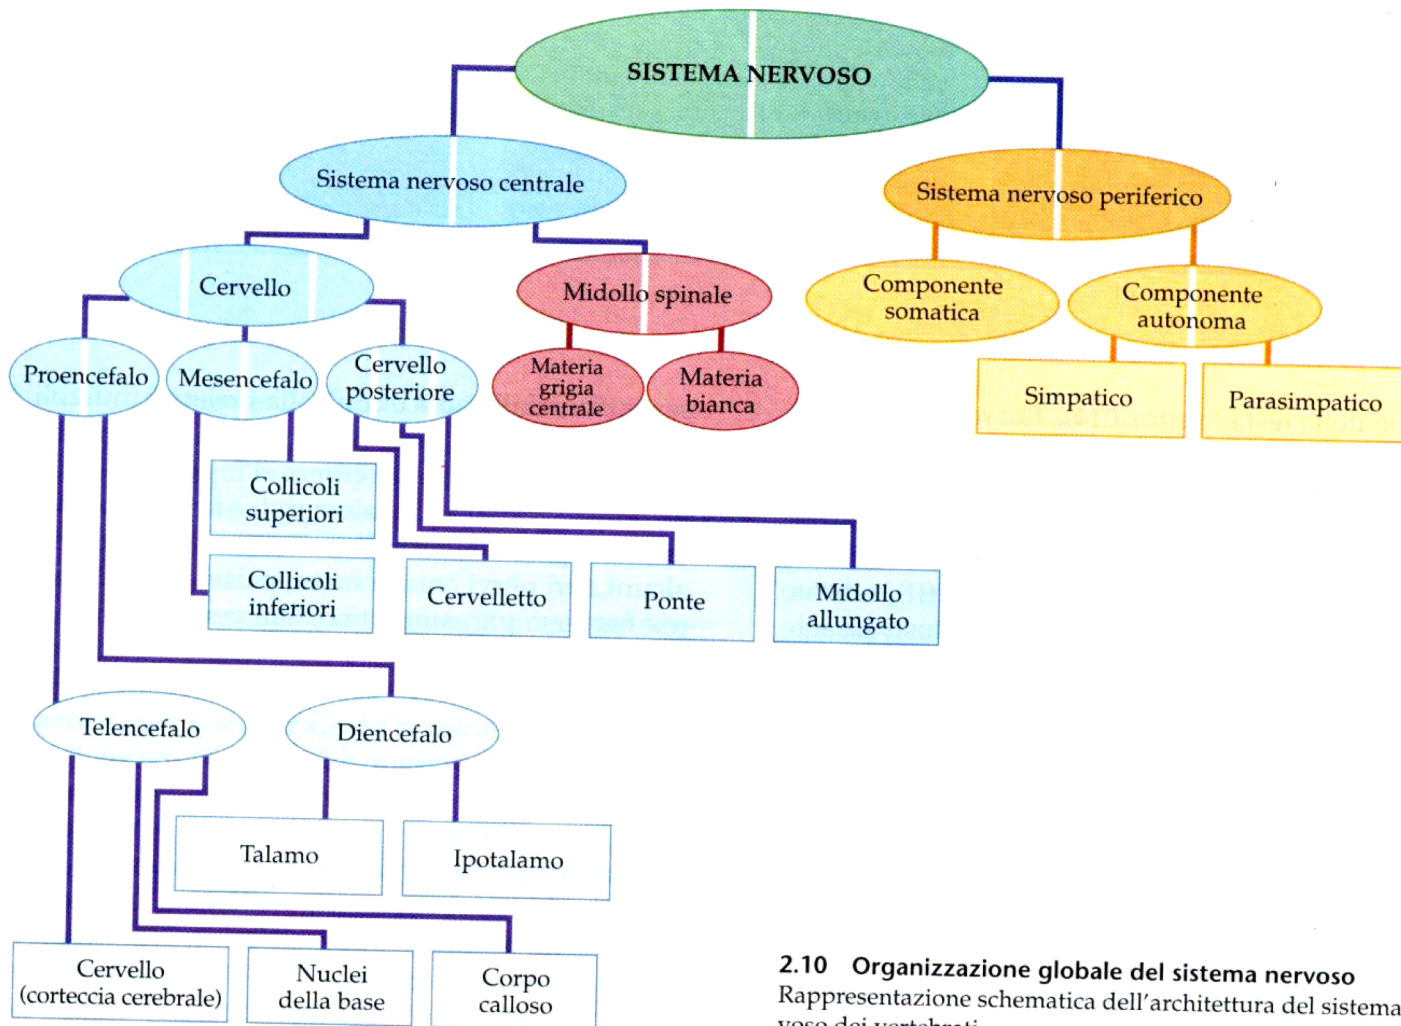 SISTEMA NERVOSO
Sistema nervoso centrale
Sistema nervoso periferico
Cervello
Midollo spinale
Componente
somatica
Componente
autonoma
Proencefalo
Mesencefalo
Cervello
posteriore
Materia
grigia
centrale
Materia
bianca
Simpatico
Parasimpatico
Collicoli
superiori
Collicoli
inferiori
Cervelletto
Ponte
Midollo
allungato
Telencefalo
Diencefalo
Talamo
Ipotalamo
Cervello
(corteccia cerebrale)
Nuclei
della base
Corpo
calloso
2.10 Organizzazione globale del sistema nervoso
Rappresentazione schematica dell'architettura del sistema
voso dei vertebrati